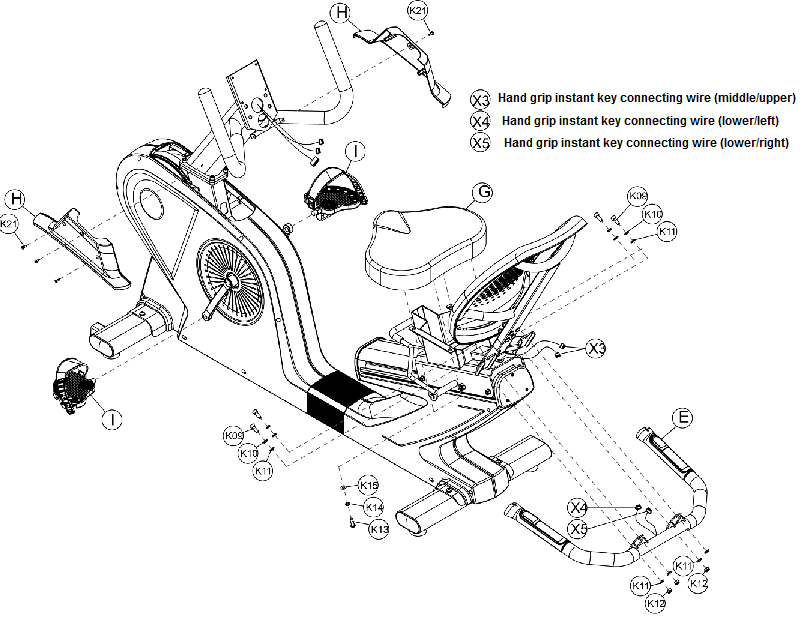 H
K21
X3 Hand grip instant key connecting wire (middle/upper)
X4 Hand grip instant key connecting wire (lower/left)
X5 Hand grip instant key connecting wire (lower/right)
I
H
K21
G
K09
K10
K11
X3
I
K09
K10
K11
K15
K14
K13
E
X4
X5
K11
K12
K11
K12